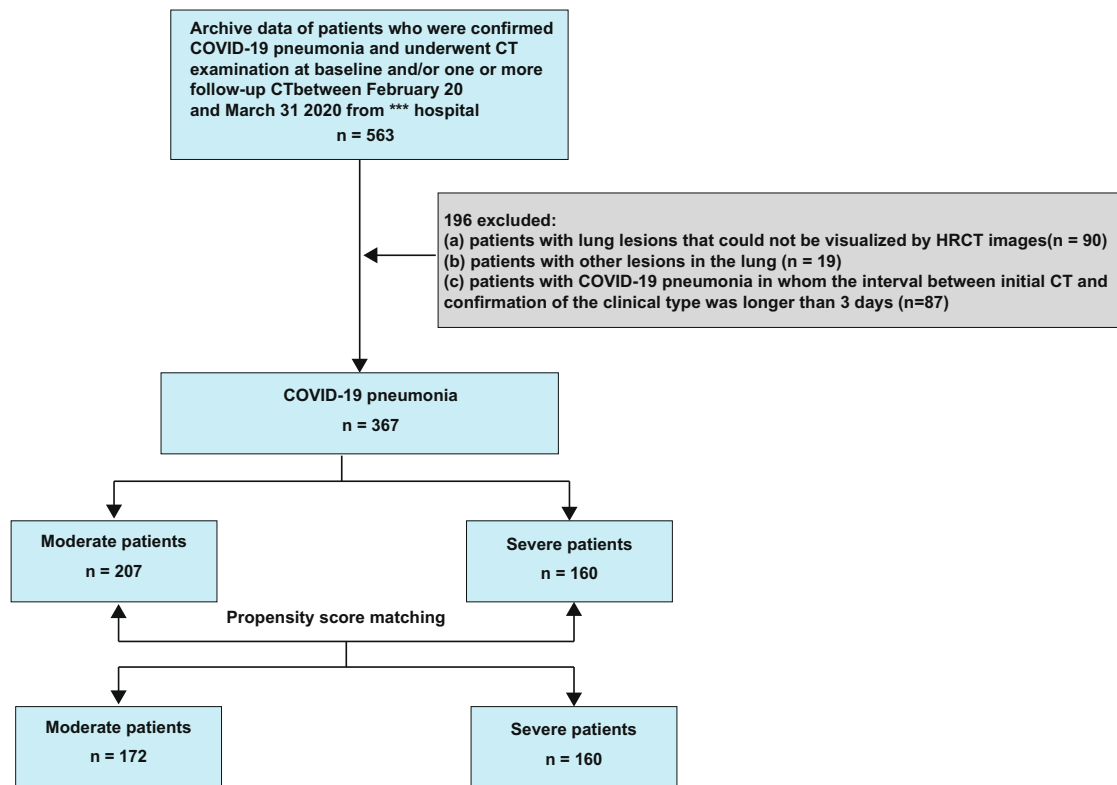 Archive data of patients who were confirmed
COVID-19 pneumonia and underwent CT
examination at baseline and/or one or more
follow-up CTbetween February 20
and March 31 2020 from *** hospital
n = 563
196 excluded:
(a) patients with lung lesions that could not be visualized by HRCT images(n = 90)
(b) patients with other lesions in the lung (n = 19)
(c) patients with COVID-19 pneumonia in whom the interval between initial CT and
confirmation of the clinical type was longer than 3 days (n=87)
COVID-19 pneumonia
n = 367
Moderate patients
n = 207
Severe patients
n = 160
Propensity score matching
Moderate patients
n = 172
Severe patients
n = 160